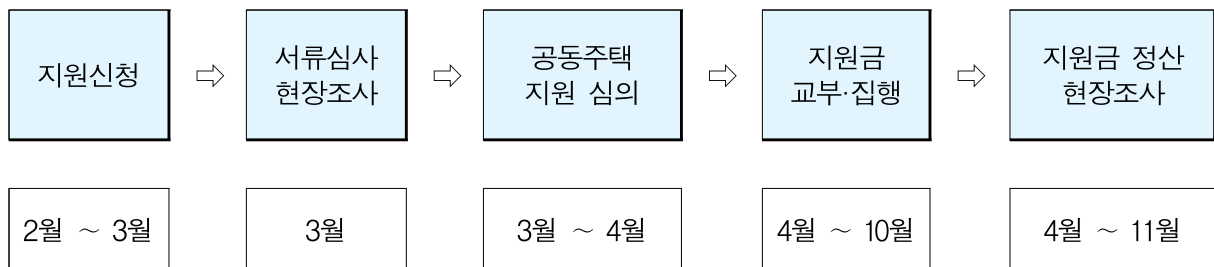 지원신청 ⇨ 서류심사 현장조사 ⇨ 공동주택 지원 심의 ⇨ 지원금 교부·집행 ⇨ 지원금 정산 현장조사
2월 ~ 3월 3월 3월 ~ 4월 4월 ~ 10월 4월 ~ 11월